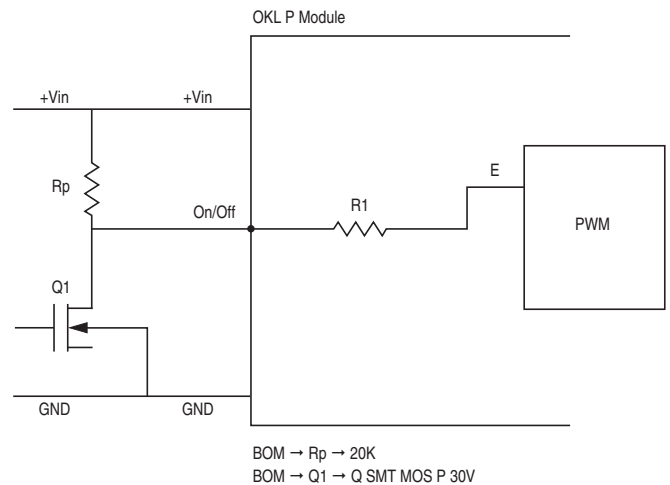 OKL P Module
+Vin
+Vin
Rp
On/Off
R1
E
PWM
Q1
GND
GND
BOM → Rp → 20K
BOM → Q1 → Q SMT MOS P 30V